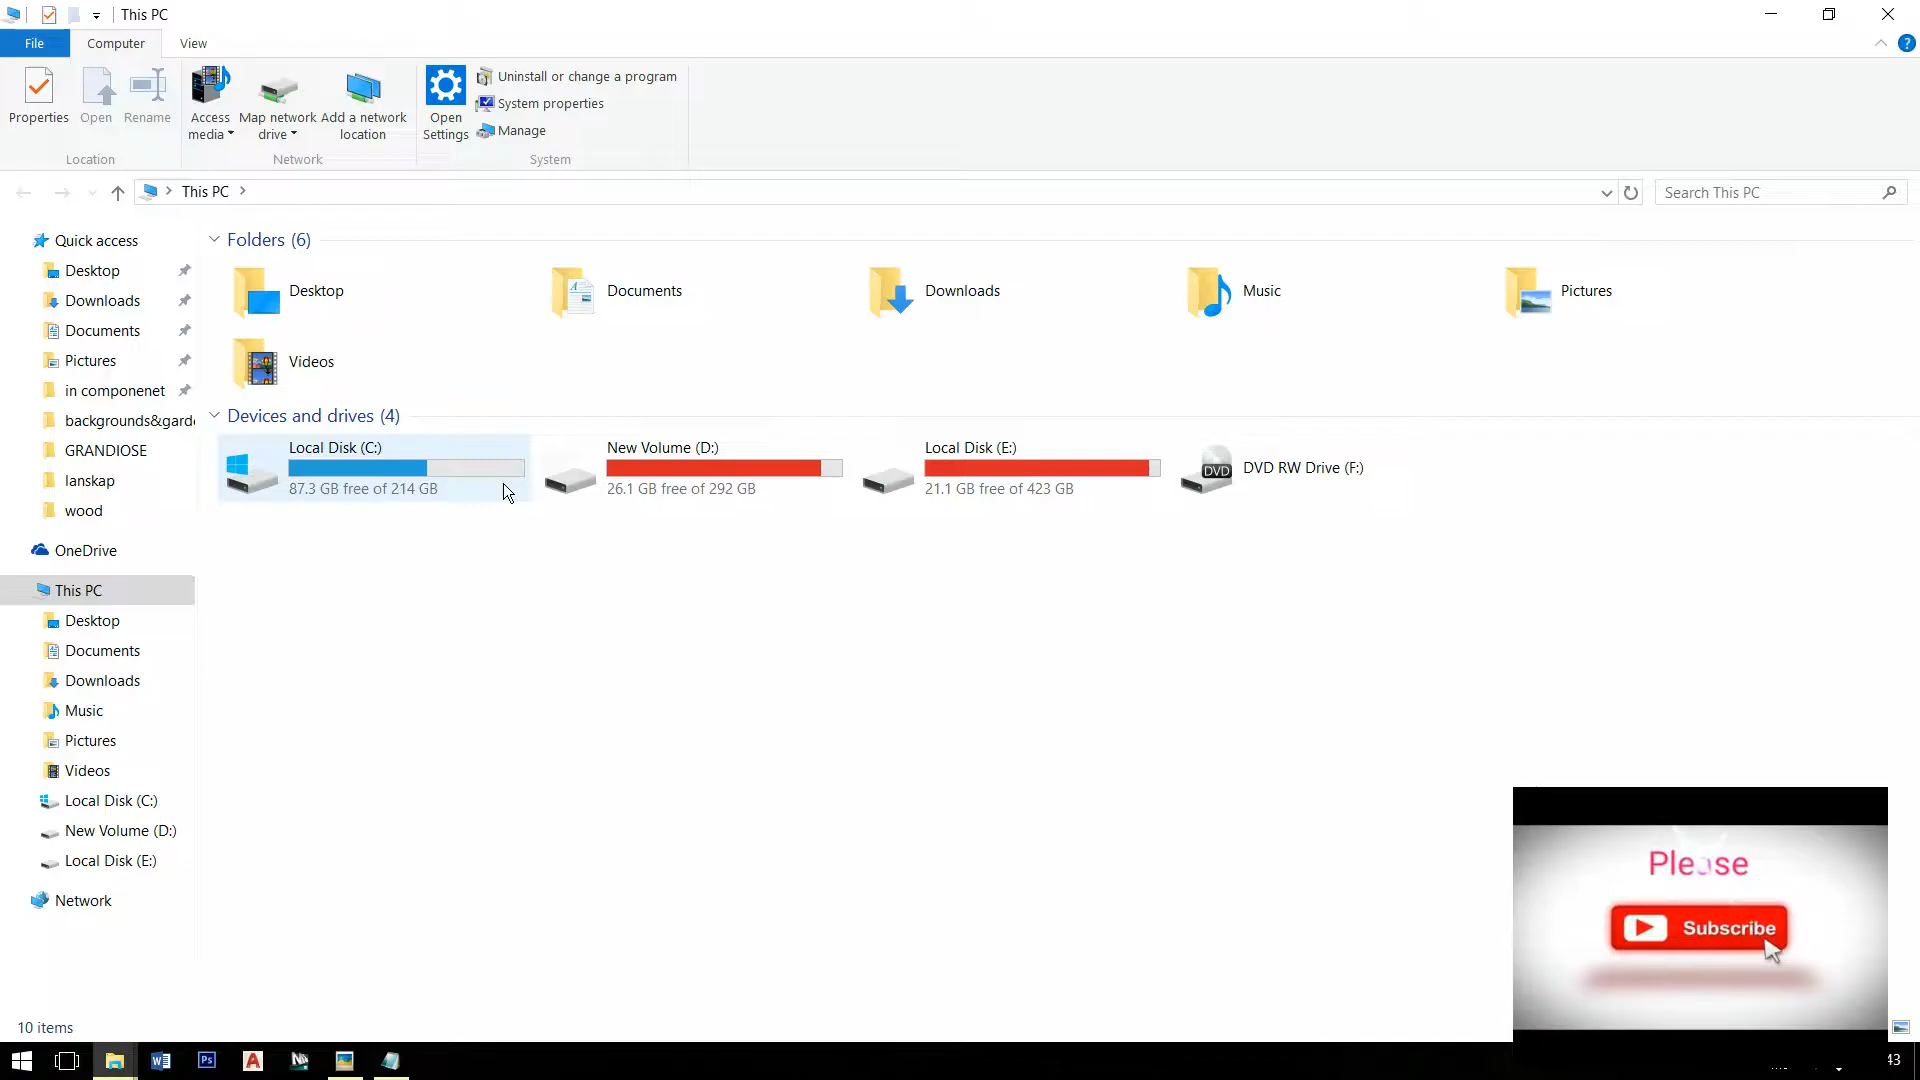 This PC
File
Computer
View
Properties
Open
Rename
Access media
Map network drive
Add a network location
Open Settings
Uninstall or change a program
System properties
Manage
Location
Network
System
This PC
Search This PC
Quick access
Desktop
Downloads
Documents
Pictures
in componenet
backgrounds&garde
GRANDIOSE
lanskap
wood
OneDrive
This PC
Desktop
Documents
Downloads
Music
Pictures
Videos
Local Disk (C:)
New Volume (D:)
Local Disk (E:)
Network
Folders (6)
Desktop
Documents
Downloads
Music
Pictures
Videos
Devices and drives (4)
Local Disk (C:)
87.3 GB free of 214 GB
New Volume (D:)
26.1 GB free of 292 GB
Local Disk (E:)
21.1 GB free of 423 GB
DVD
DVD RW Drive (F:)
Please
Subscribe
10 items
Ps
43